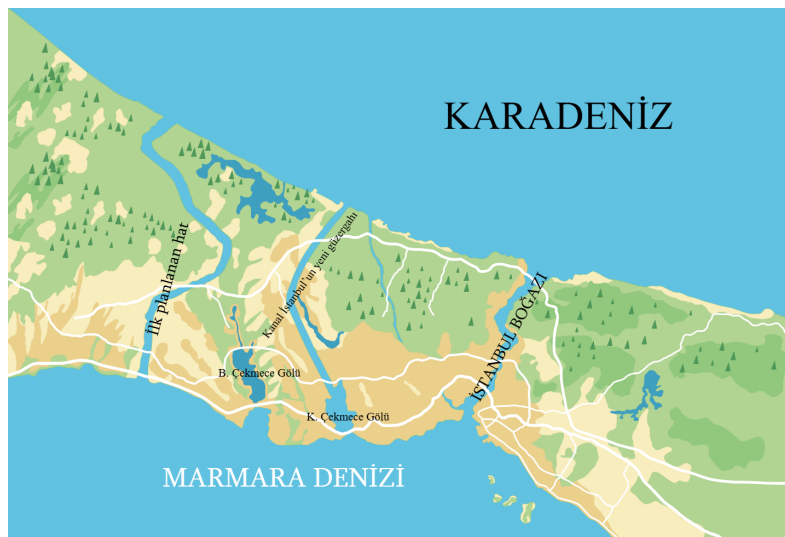 KARADENİZ
İlk planlanan hat
Kanal İstanbul'un yeni güzergahı
İSTANBUL BOĞAZI
B. Çekmece Gölü
K. Çekmece Gölü
MARMARA DENİZİ